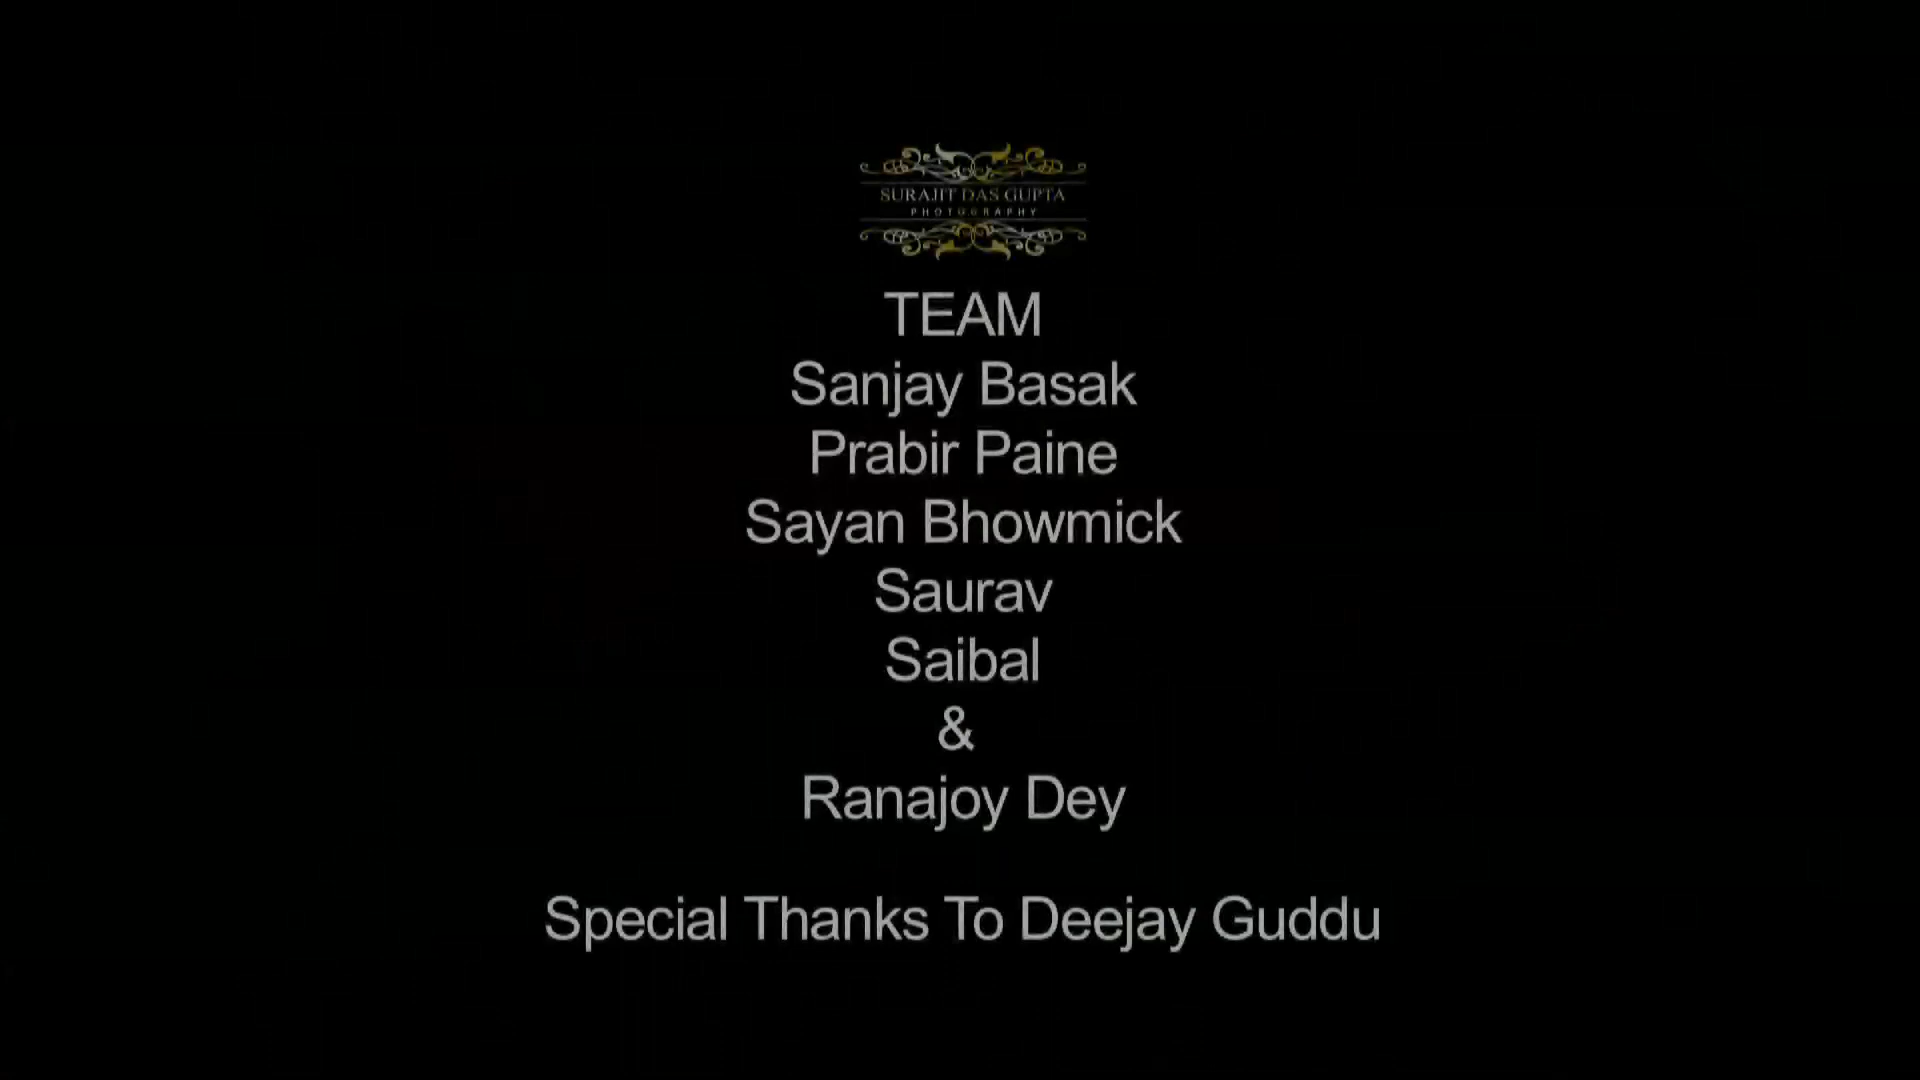 SURAJIT DAS GUPTA
PHOTOGRAPHY
TEAM
Sanjay Basak
Prabir Paine
Sayan Bhowmick
Saurav
Saibal
&
Ranajoy Dey
Special Thanks To Deejay Guddu